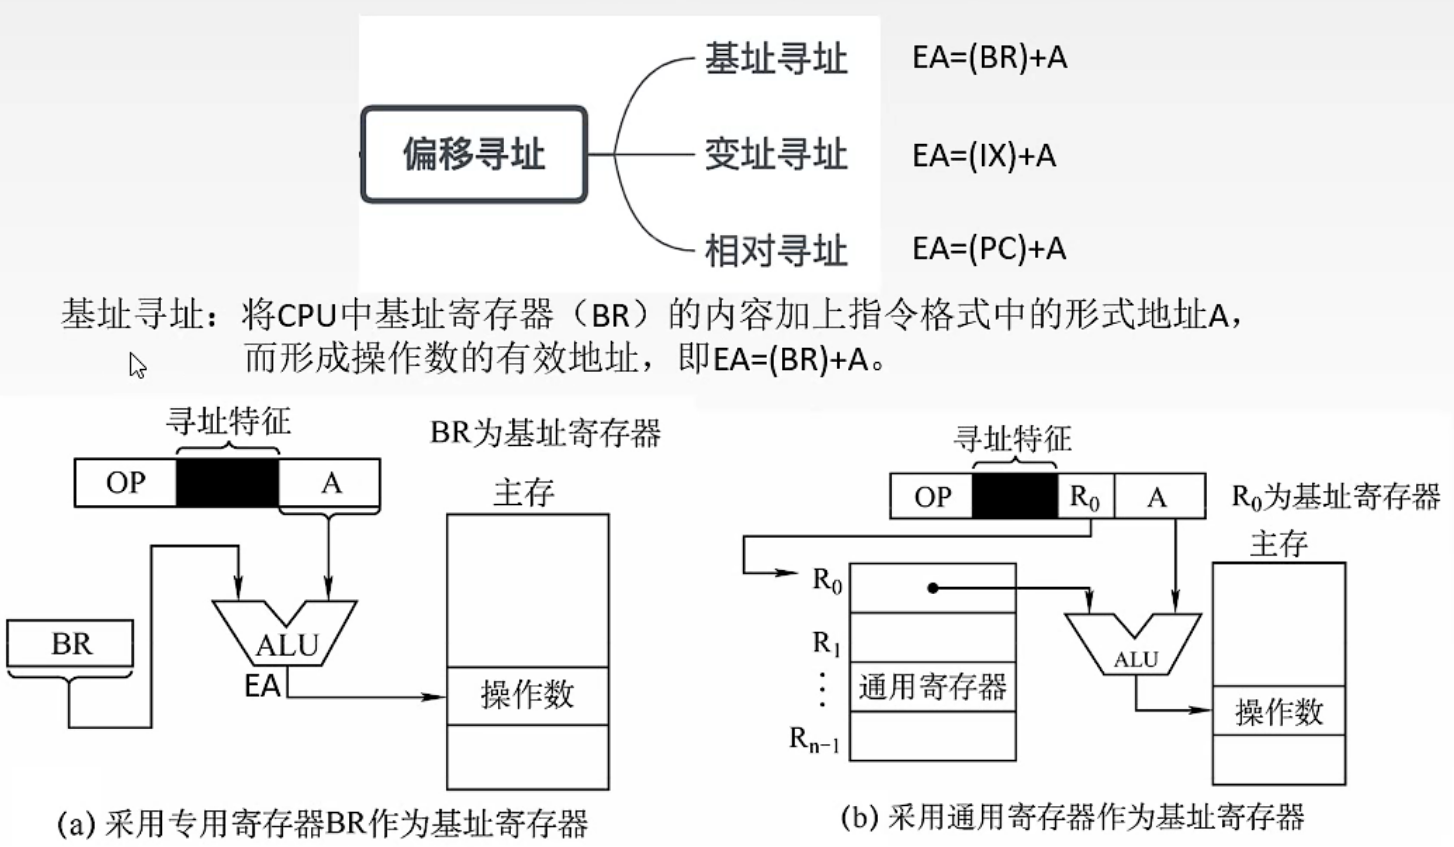 基址寻址 EA=(BR)+A
偏移寻址
变址寻址 EA=(IX)+A
相对寻址 EA=(PC)+A
基址寻址：将CPU中基址寄存器（BR）的内容加上指令格式中的形式地址A，
而形成操作数的有效地址，即EA=(BR)+A。
寻址特征
BR为基址寄存器
OP
A
主存
BR
ALU
EA
操作数
(a) 采用专用寄存器BR作为基址寄存器
寻址特征
OP
R₀
A
R₀为基址寄存器
主存
R₀
R₁
⋮
通用寄存器
Rₙ₋₁
ALU
操作数
(b) 采用通用寄存器作为基址寄存器